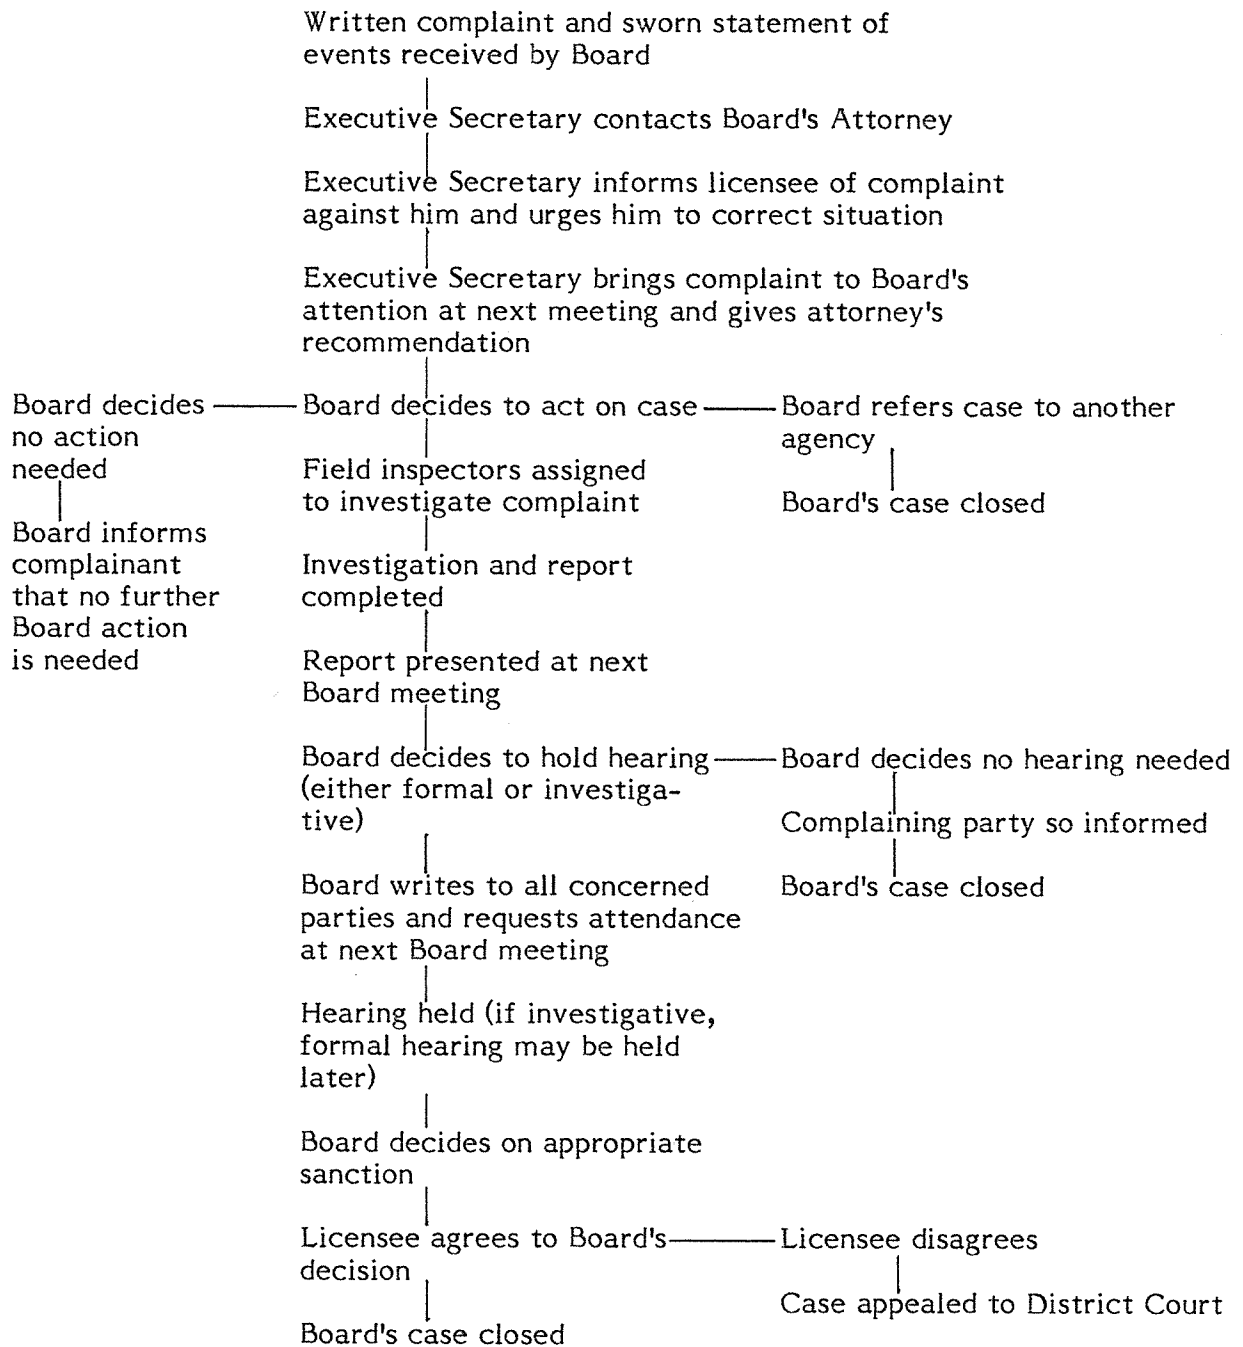 Written complaint and sworn statement of
events received by Board
Executive Secretary contacts Board's Attorney
Executive Secretary informs licensee of complaint
against him and urges him to correct situation
Executive Secretary brings complaint to Board's
attention at next meeting and gives attorney's
recommendation
Board decides
no action
needed
Board informs
complainant
that no further
Board action
is needed
Board decides to act on case
Board refers case to another
agency
Board's case closed
Field inspectors assigned
to investigate complaint
Investigation and report
completed
Report presented at next
Board meeting
Board decides to hold hearing
(either formal or investiga-
tive)
Board decides no hearing needed
Complaining party so informed
Board's case closed
Board writes to all concerned
parties and requests attendance
at next Board meeting
Hearing held (if investigative,
formal hearing may be held
later)
Board decides on appropriate
sanction
Licensee agrees to Board's
decision
Licensee disagrees
Case appealed to District Court
Board's case closed